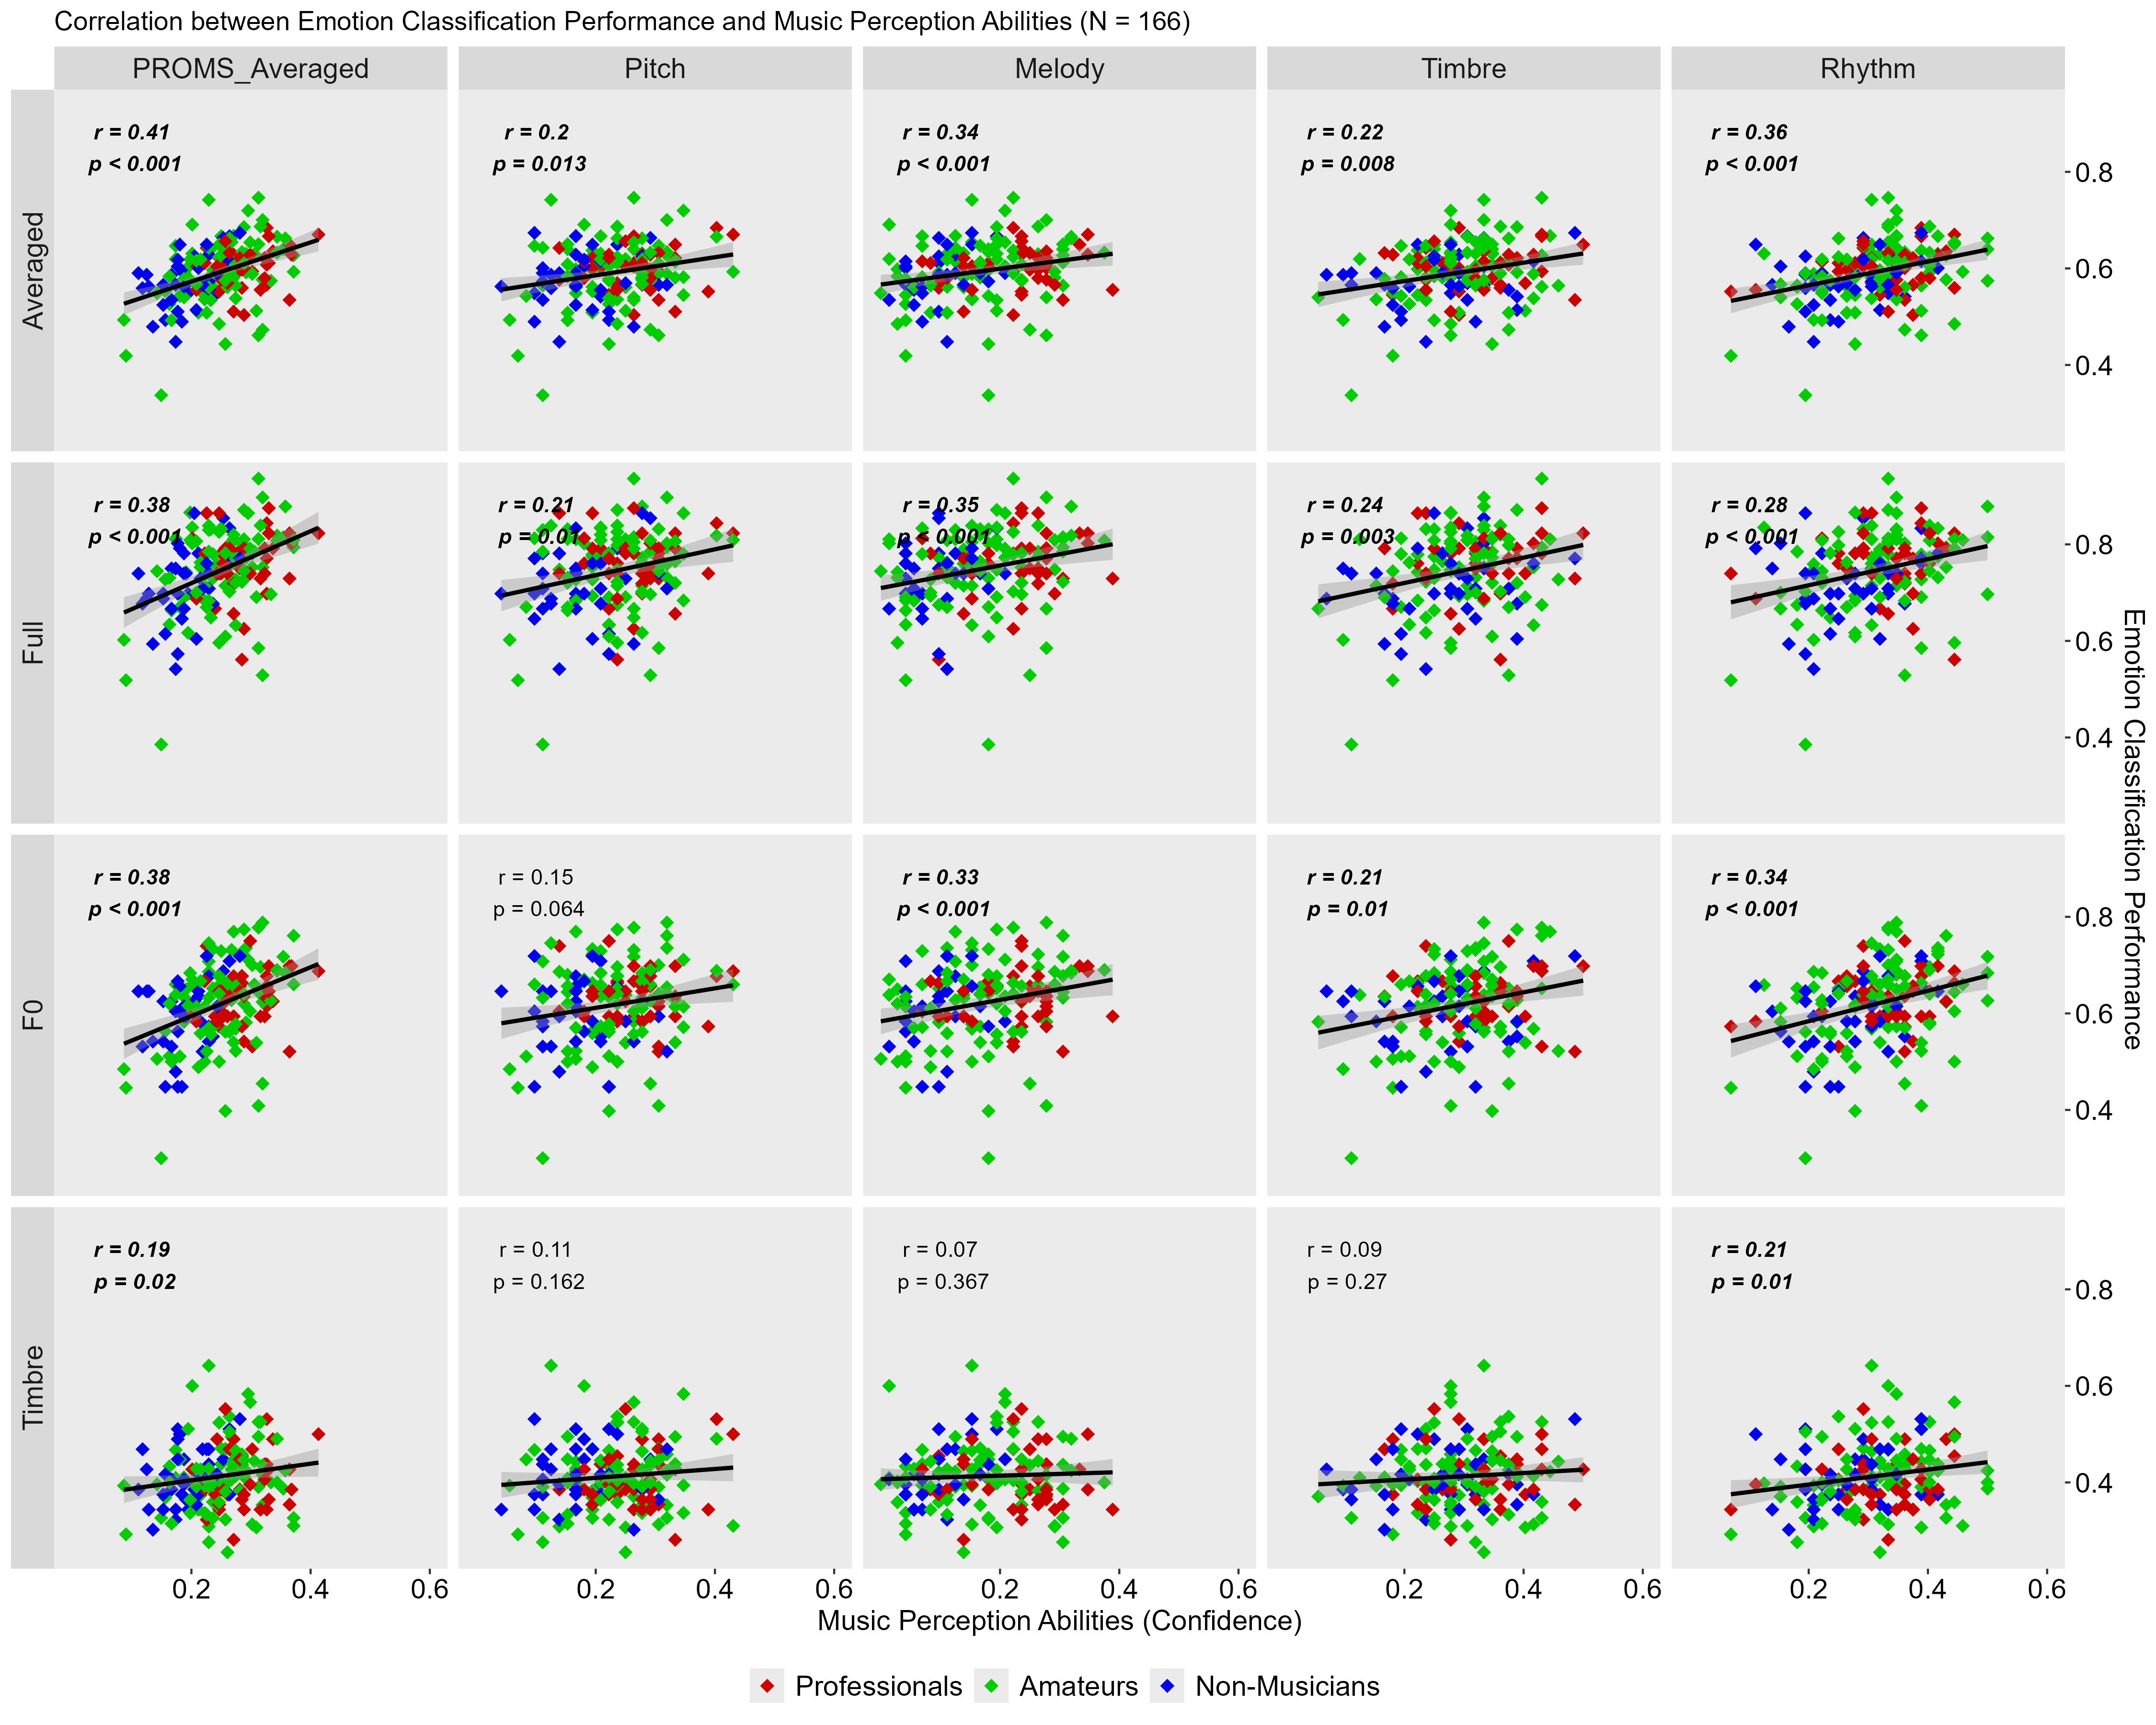 Correlation between Emotion Classification Performance and Music Perception Abilities (N = 166)
PROMS_Averaged Pitch Melody Timbre Rhythm
Averaged
r = 0.41 r = 0.2 r = 0.34 r = 0.22 r = 0.36
p < 0.001 p = 0.013 p < 0.001 p = 0.008 p < 0.001
0.8
0.6
0.4
Full
r = 0.38 r = 0.21 r = 0.35 r = 0.24 r = 0.28
p < 0.001 p = 0.01 p < 0.001 p = 0.003 p < 0.001
0.8
0.6
0.4
F0
r = 0.38 r = 0.15 r = 0.33 r = 0.21 r = 0.34
p < 0.001 p = 0.064 p < 0.001 p = 0.01 p < 0.001
0.8
0.6
0.4
Timbre
r = 0.19 r = 0.11 r = 0.07 r = 0.09 r = 0.21
p = 0.02 p = 0.162 p = 0.367 p = 0.27 p = 0.01
0.8
0.6
0.4
Emotion Classification Performance
0.2 0.4 0.6 0.2 0.4 0.6 0.2 0.4 0.6 0.2 0.4 0.6 0.2 0.4 0.6
Music Perception Abilities (Confidence)
Professionals Amateurs Non-Musicians